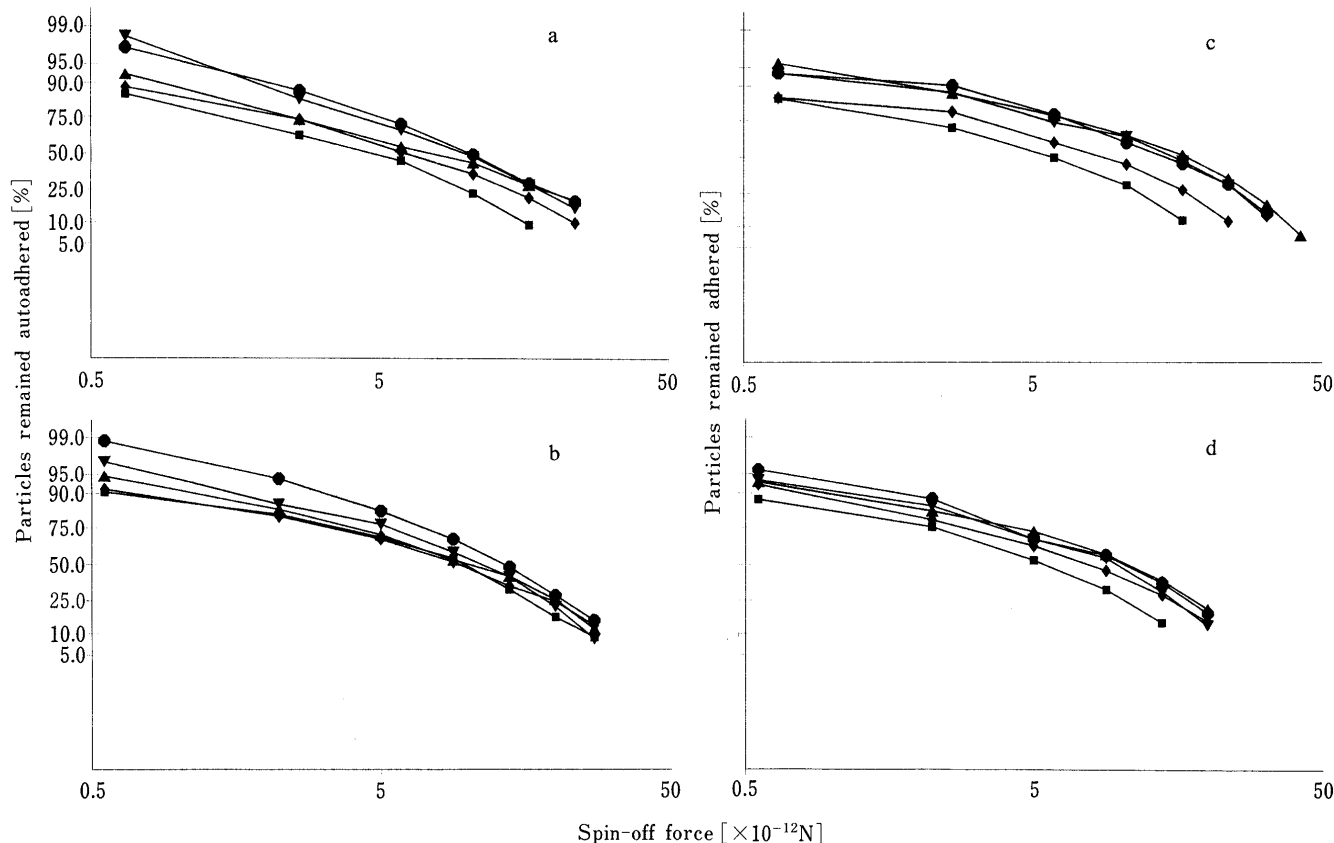 Particles remained autoadhered [%]
99.0
95.0
90.0
75.0
50.0
25.0
10.0
5.0
a
0.5 5 50
Particles remained adhered [%]
c
0.5 5 50
99.0
95.0
90.0
75.0
50.0
25.0
10.0
5.0
b
0.5 5 50
d
0.5 5 50
Spin-off force [×10⁻¹²N]